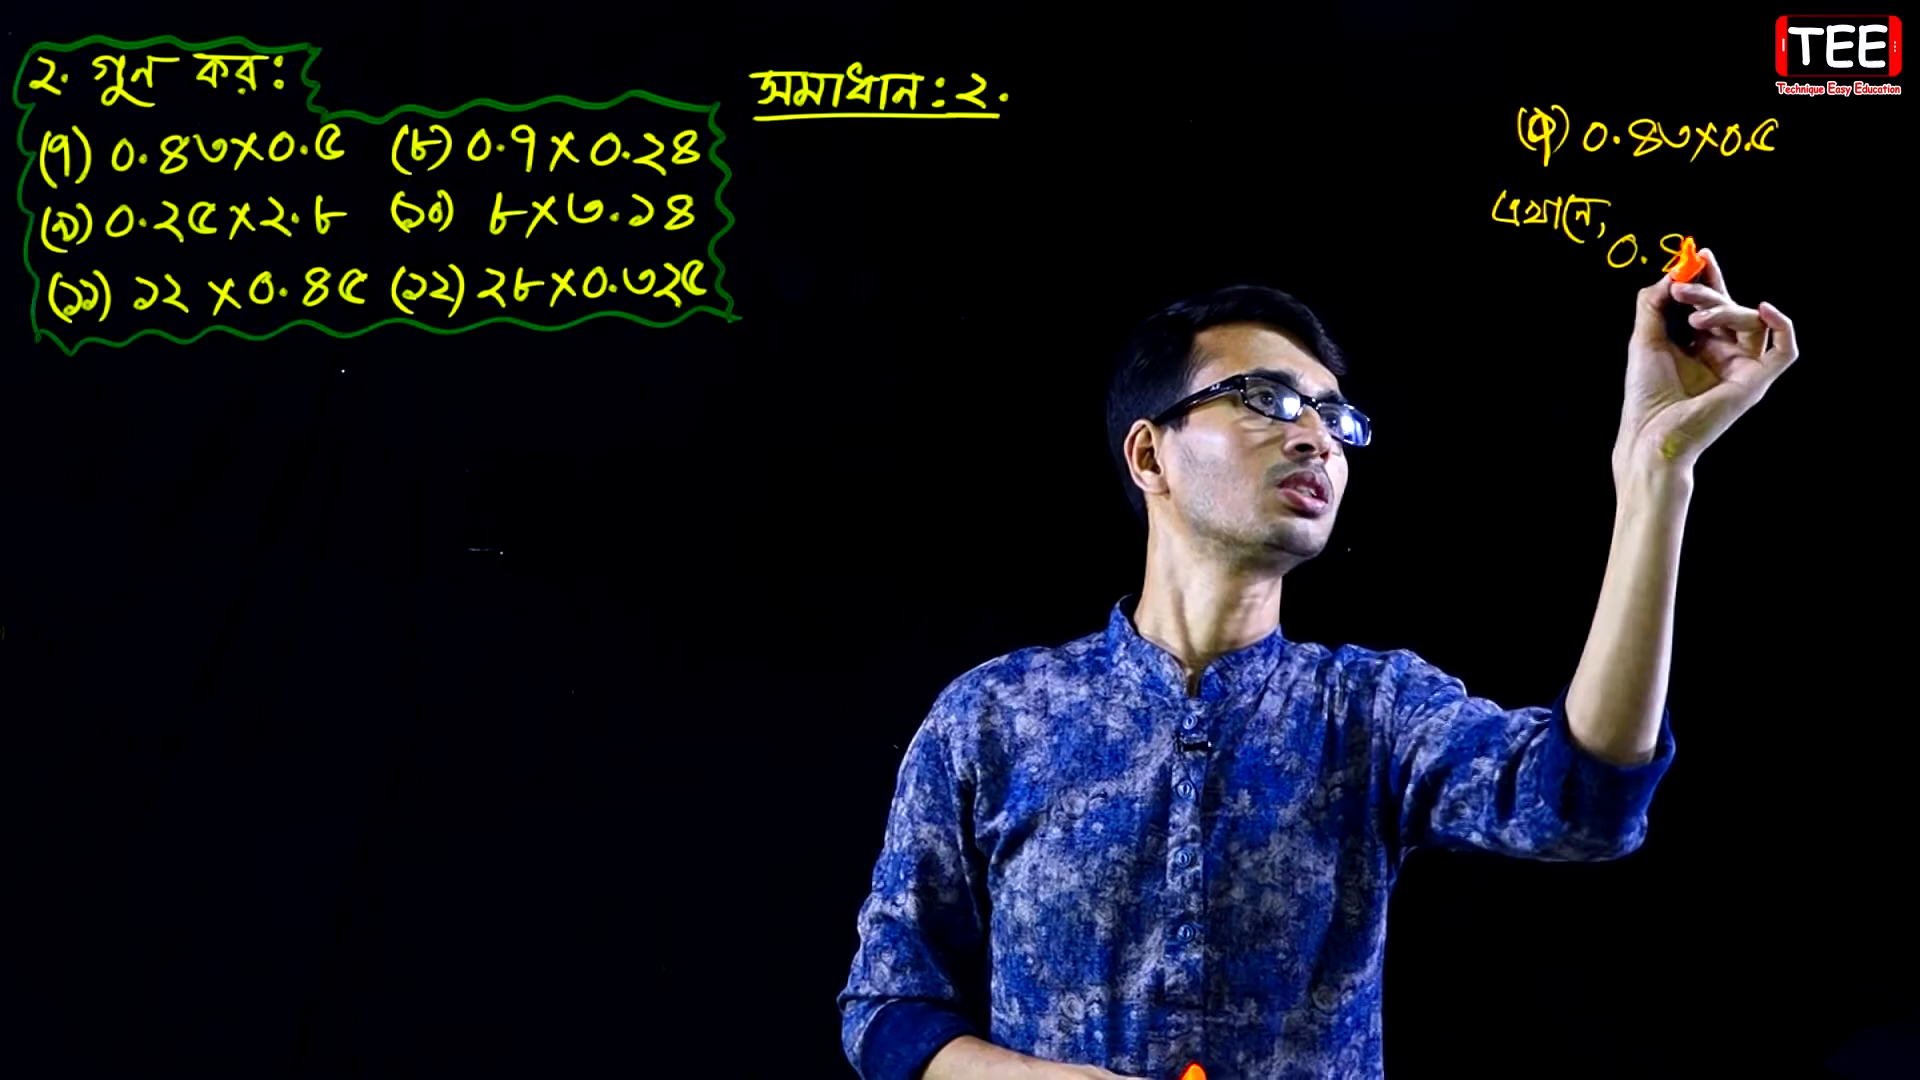 ২. গুন কর:
(৭) ০.৪৩×০.৫ (৮) ০.৭×০.২৪
(৯) ০.২৫×২.৮ (১০) ৮×৩.১৪
(১১) ১২×০.৪৫ (১২) ২৮×০.৩২৫
সমাধান: ২.
TEE
Technique Easy Education
(৭) ০.৪৩×০.৫
এখানে,
০.৪